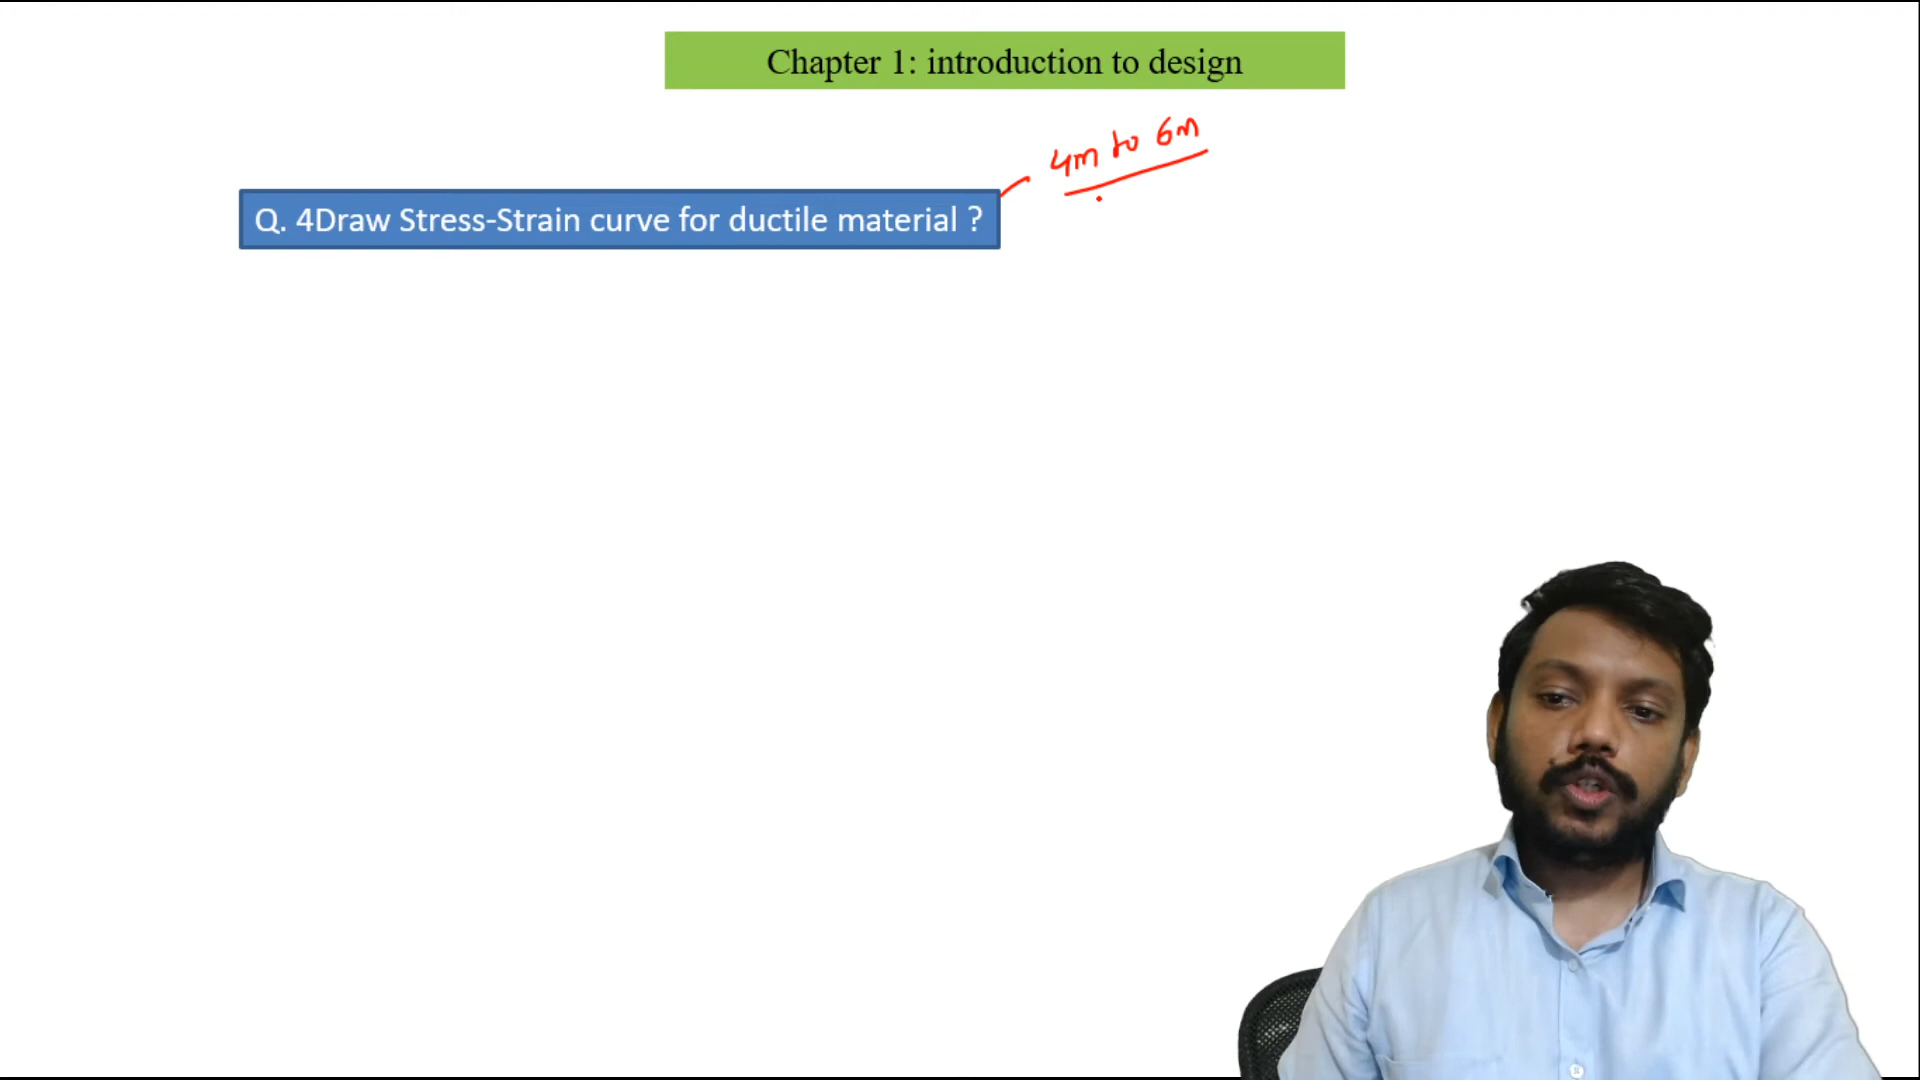 Chapter 1: introduction to design
4m to 6m
Q. 4Draw Stress-Strain curve for ductile material ?